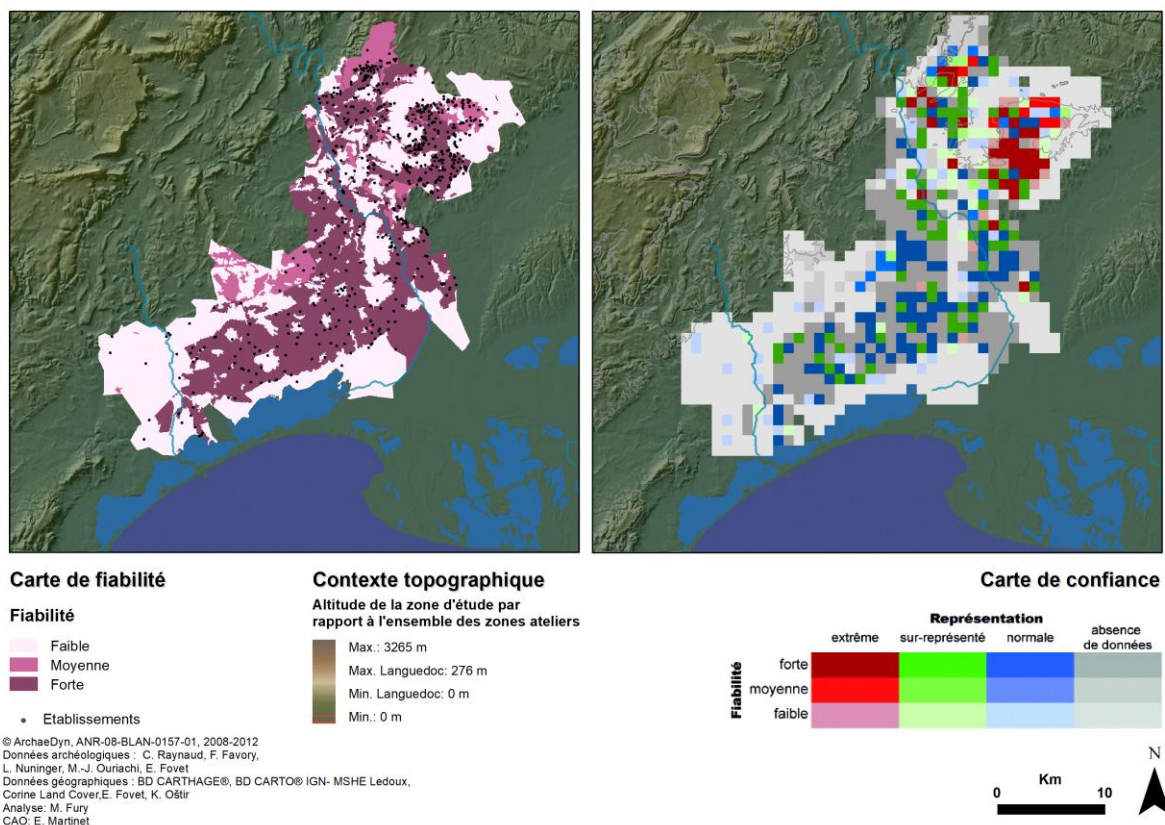 Carte de fiabilité
Fiabilité
Faible
Moyenne
Forte
Etablissements
© ArchaeDyn, ANR-08-BLAN-0157-01, 2008-2012
Données archéologiques : C. Raynaud, F. Favory,
L. Nuninger, M.-J. Ouriachi, E. Fovet
Données géographiques : BD CARTHAGE®, BD CARTO® IGN- MSHE Ledoux,
Corine Land Cover,E. Fovet, K. Oštir
Analyse: M. Fury
CAO: E. Martinet
Contexte topographique
Altitude de la zone d'étude par
rapport à l'ensemble des zones ateliers
Max.: 3265 m
Max. Languedoc: 276 m
Min. Languedoc: 0 m
Min.: 0 m
Carte de confiance
Représentation
extrême sur-représenté normale absence
de données
Fiabilité
forte
moyenne
faible
N
Km
0 10